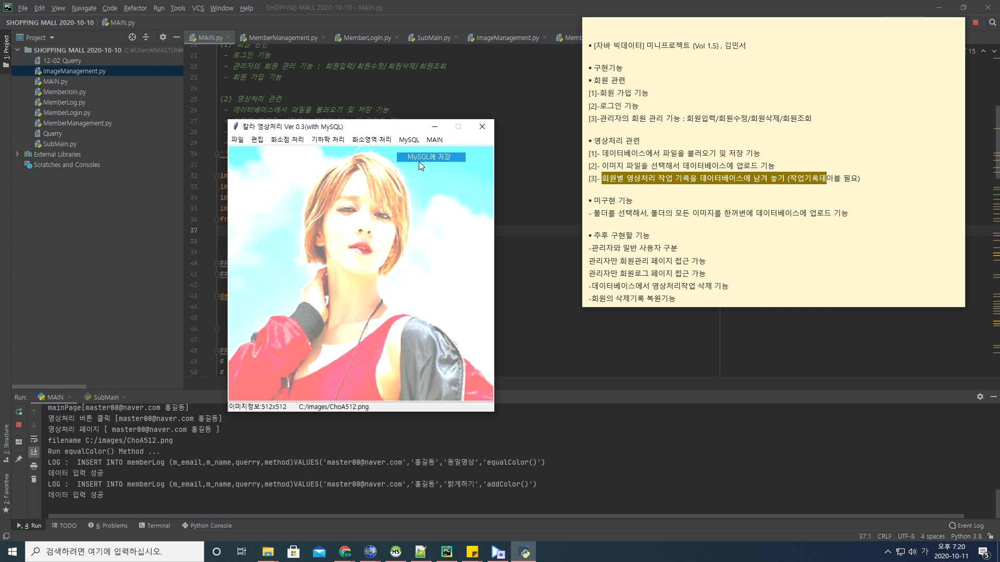 File Edit View Navigate Code Refactor Run Tools VCS Window Help SHOPPING MALL 2020-10-10 - MAIN.py
SHOPPING MALL 2020-10-10 MAIN.py
1: Project
Project
MAIN.py MemberManagement.py MemberLogin.py SubMain.py ImageManagement.py Memb
15
SHOPPING MALL 2020-10-10 C:₩Users₩MASTER₩
12-02 Querry
ImageManagement.py
MAIN.py
MemberJoin.py
MemberLog.py
MemberLogin.py
MemberManagement.py
Querry
SubMain.py
External Libraries
Scratches and Consoles
20 (1) 회원 관련
21 - 로그인 기능
22 - 관리자의 회원 관리 기능 : 회원입력/회원수정/회원삭제/회원조회
23 - 회원 가입 기능
24
25 (2) 영상처리 관련
26 - 데이터베이스에서 파일을 불러오기 및 저장 기능
27
28 -
29 -
30
31
32 im
33 im
34 im
35 im
36 fr
37
38
39
40 ##
41 ##
42
43 de
44
45
46
47
48 ##
49 #
50 #
칼라 영상처리 Ver 0.3(with MySQL)
파일 편집 화소점 처리 기하학 처리 화소영역 처리 MySQL MAIN
MySQL에 저장
이미지정보:512x512 C:/images/ChoA512.png
• [자바 빅데이터] 미니프로젝트 (Vol 1.5) , 김민서
• 구현기능
• 회원 관련
[1]-회원 가입 기능
[2]-로그인 기능
[3]-관리자의 회원 관리 기능 : 회원입력/회원수정/회원삭제/회원조회
• 영상처리 관련
[1]- 데이터베이스에서 파일을 불러오기 및 저장 기능
[2]- 이미지 파일을 선택해서 데이터베이스에 업로드 기능
[3]- 회원별 영상처리 작업 기록을 데이터베이스에 남겨 놓기 (작업기록테이블 필요)
• 미구현 기능
- 폴더를 선택해서, 폴더의 모든 이미지를 한꺼번에 데이터베이스에 업로드 기능
• 추후 구현할 기능
-관리자와 일반 사용자 구분
관리자만 회원관리 페이지 접근 가능
관리자만 회원로그 페이지 접근 가능
-데이터베이스에서 영상처리작업 삭제 기능
-회원의 삭제기록 복원기능
Run: MAIN SubMain
mainPage[master00@naver.com 홍길동]
영상처리 버튼 클릭 [master00@naver.com 홍길동]
영상처리 페이지 [ master00@naver.com 홍길동 ]
filename C:/images/ChoA512.png
Run equalColor() Method ...
LOG :  INSERT INTO memberLog (m_email,m_name,querry,method)VALUES('master00@naver.com','홍길동','동일영상','equalColor()')
데이터 입력 성공
LOG :  INSERT INTO memberLog (m_email,m_name,querry,method)VALUES('master00@naver.com','홍길동','밝게하기','addColor()')
데이터 입력 성공
7: Structure
2: Favorites
4: Run TODO 6: Problems Terminal Python Console Event Log
37:1 CRLF UTF-8 4 spaces Python 3.8
검색하려면 여기에 입력하십시오.
가 오후 7:20
2020-10-11 5